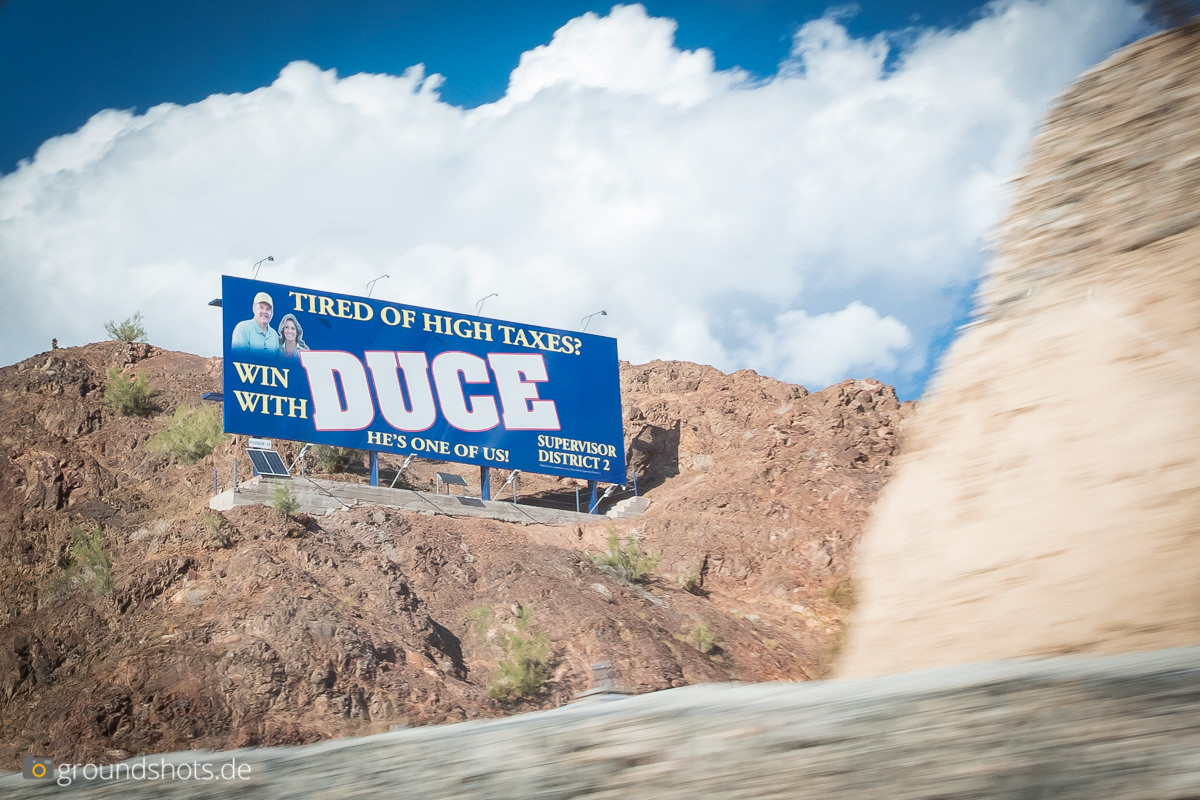 TIRED OF HIGH TAXES?
WIN
WITH
DUCE
HE'S ONE OF US!
SUPERVISOR
DISTRICT 2
groundshots.de